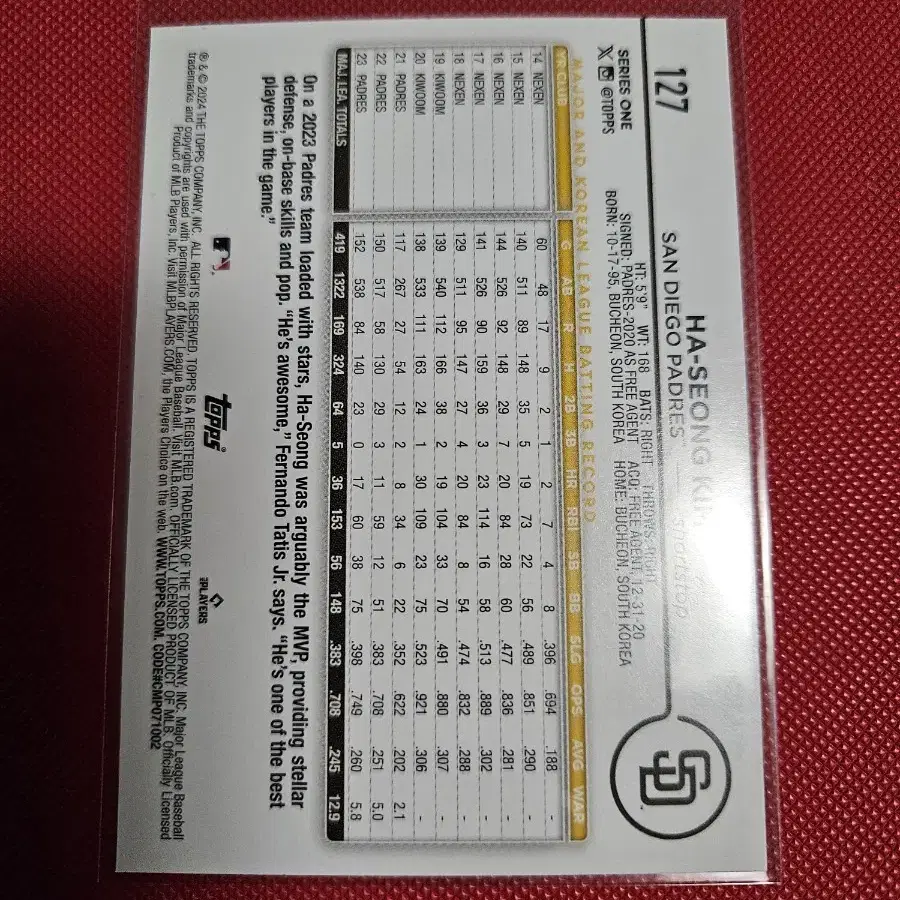 127
HA-SEONG KIM
SAN DIEGO PADRES — Shortstop
SERIES ONE
@TOPPS
HT: 5'9" WT: 168 BATS: RIGHT THROWS: RIGHT
SIGNED: PADRES-2020 AS FREE AGENT ACQ: FREE AGENT, 12-31-20
BORN: 10-17-95, BUCHEON, SOUTH KOREA HOME: BUCHEON, SOUTH KOREA
SD
MAJOR AND KOREAN LEAGUE BATTING RECORD
YR CLUB G AB R H 2B 3B HR RBI SB BB SLG OPS AVG WAR
14 NEXEN 60 48 17 9 2 1 2 7 4 8 .396 .694 .188 -
15 NEXEN 140 511 89 148 35 5 19 73 22 56 .489 .851 .290 -
16 NEXEN 144 526 92 148 29 7 20 84 28 60 .477 .836 .281 -
17 NEXEN 141 526 90 159 36 3 23 114 16 58 .513 .889 .302 -
18 NEXEN 129 511 95 147 27 4 20 84 8 54 .474 .832 .288 -
19 KIWOOM 139 540 112 166 38 2 19 104 33 70 .491 .880 .307 -
20 KIWOOM 138 533 111 163 24 1 30 109 23 75 .523 .921 .306 -
21 PADRES 117 267 27 54 12 2 8 34 6 22 .352 .622 .202 2.1
22 PADRES 150 517 58 130 29 3 11 59 12 51 .383 .708 .251 5.0
23 PADRES 152 538 84 140 23 0 17 60 38 75 .398 .749 .260 5.8
MAJ. LEA. TOTALS 419 1322 169 324 64 5 36 153 56 148 .383 .708 .245 12.9
On a 2023 Padres team loaded with stars, Ha-Seong was arguably the MVP, providing stellar
defense, on-base skills and pop. "He's awesome," Fernando Tatis Jr. says. "He's one of the best
players in the game."
topps®
PLAYERS
® & © 2024 THE TOPPS COMPANY, INC. ALL RIGHTS RESERVED. TOPPS IS A REGISTERED TRADEMARK OF THE TOPPS COMPANY, INC. Major League Baseball
trademarks and copyrights are used with permission of Major League Baseball. Visit MLB.com. OFFICIALLY LICENSED PRODUCT OF MLB. Officially Licensed
Product of MLB Players, Inc. Visit MLBPLAYERS.COM, the Players Choice on the web. WWW.TOPPS.COM. CODE#CMP071002